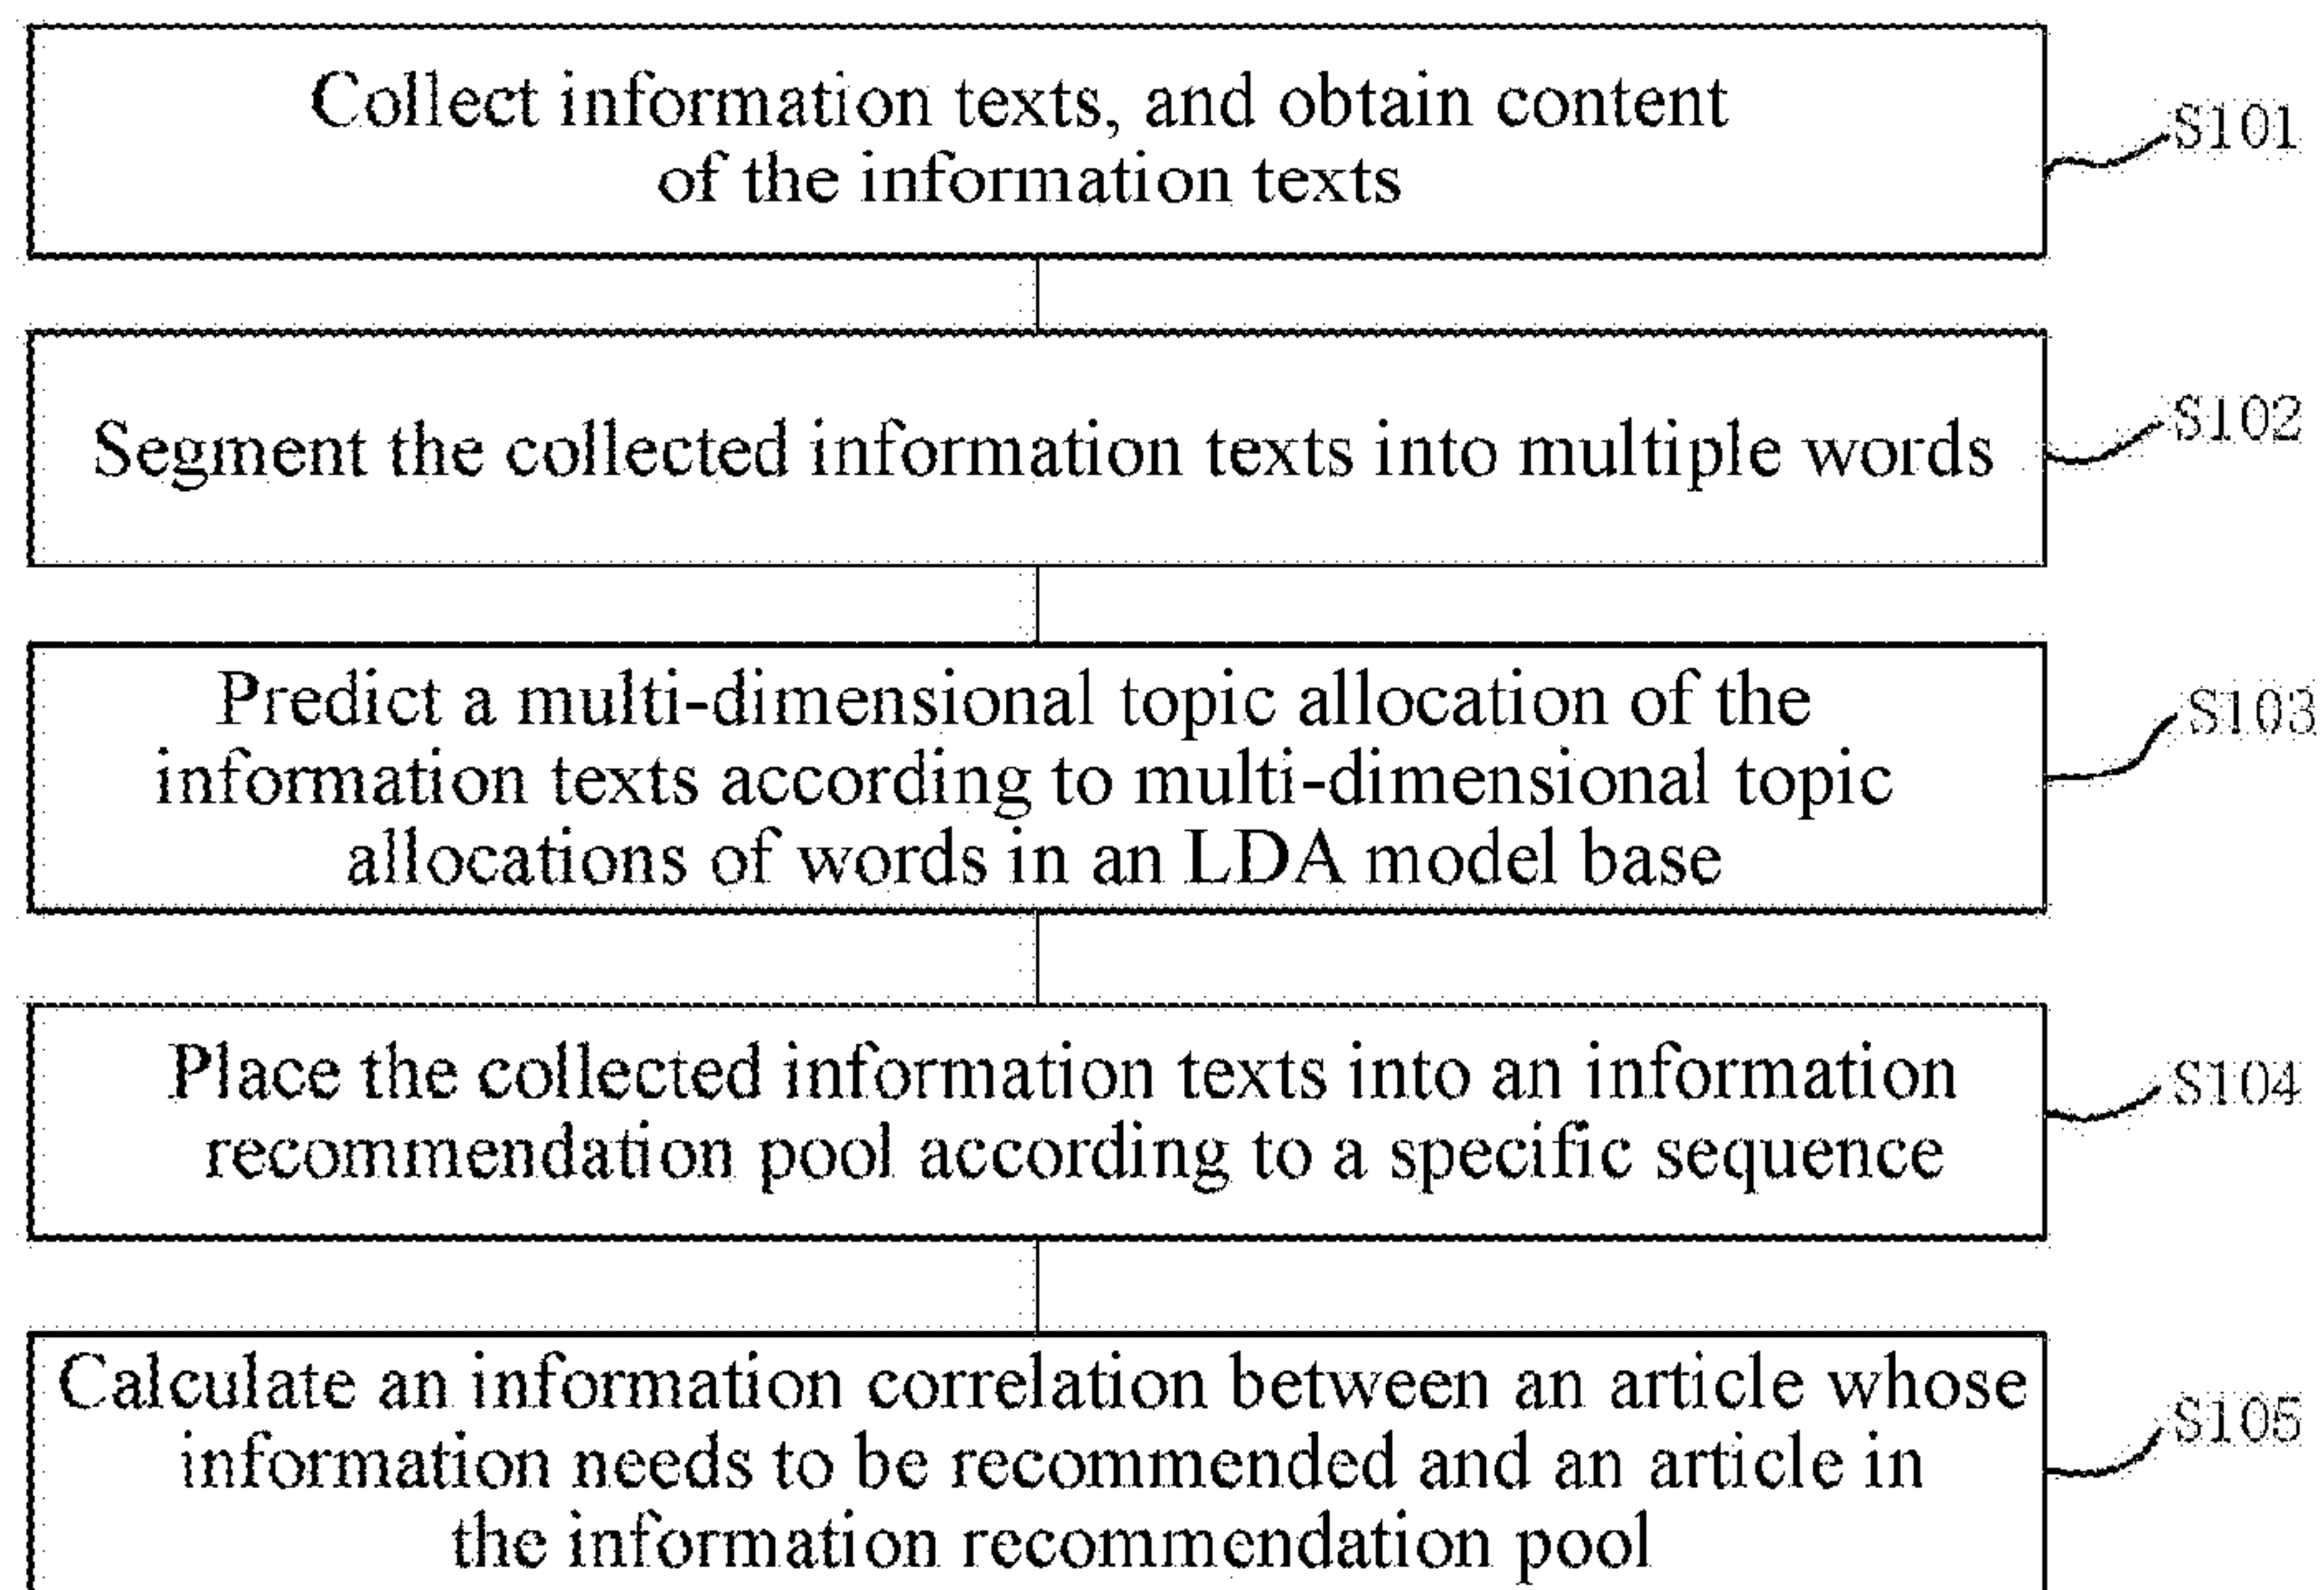 Collect information texts, and obtain content
of the information texts
S101
Segment the collected information texts into multiple words
S102
Predict a multi-dimensional topic allocation of the
information texts according to multi-dimensional topic
allocations of words in an LDA model base
S103
Place the collected information texts into an information
recommendation pool according to a specific sequence
S104
Calculate an information correlation between an article whose
information needs to be recommended and an article in
the information recommendation pool
S105